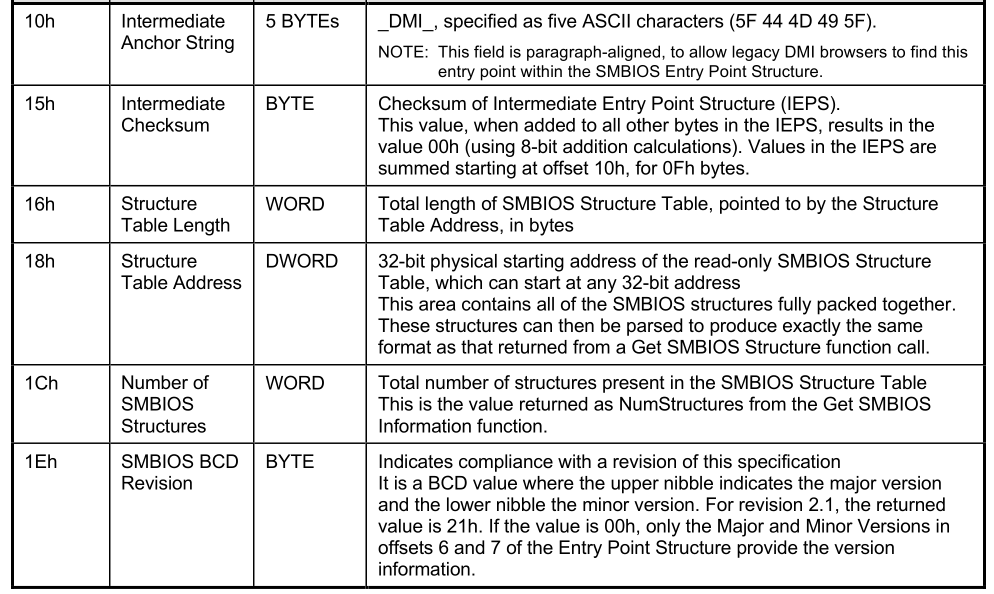 10h Intermediate 5 BYTEs _DMI_, specified as five ASCII characters (5F 44 4D 49 5F).
Anchor String
NOTE: This field is paragraph-aligned, to allow legacy DMI browsers to find this
entry point within the SMBIOS Entry Point Structure.
15h Intermediate BYTE Checksum of Intermediate Entry Point Structure (IEPS).
Checksum This value, when added to all other bytes in the IEPS, results in the
value 00h (using 8-bit addition calculations). Values in the IEPS are
summed starting at offset 10h, for 0Fh bytes.
16h Structure WORD Total length of SMBIOS Structure Table, pointed to by the Structure
Table Length Table Address, in bytes
18h Structure DWORD 32-bit physical starting address of the read-only SMBIOS Structure
Table Address Table, which can start at any 32-bit address
This area contains all of the SMBIOS structures fully packed together.
These structures can then be parsed to produce exactly the same
format as that returned from a Get SMBIOS Structure function call.
1Ch Number of WORD Total number of structures present in the SMBIOS Structure Table
SMBIOS This is the value returned as NumStructures from the Get SMBIOS
Structures Information function.
1Eh SMBIOS BCD BYTE Indicates compliance with a revision of this specification
Revision It is a BCD value where the upper nibble indicates the major version
and the lower nibble the minor version. For revision 2.1, the returned
value is 21h. If the value is 00h, only the Major and Minor Versions in
offsets 6 and 7 of the Entry Point Structure provide the version
information.